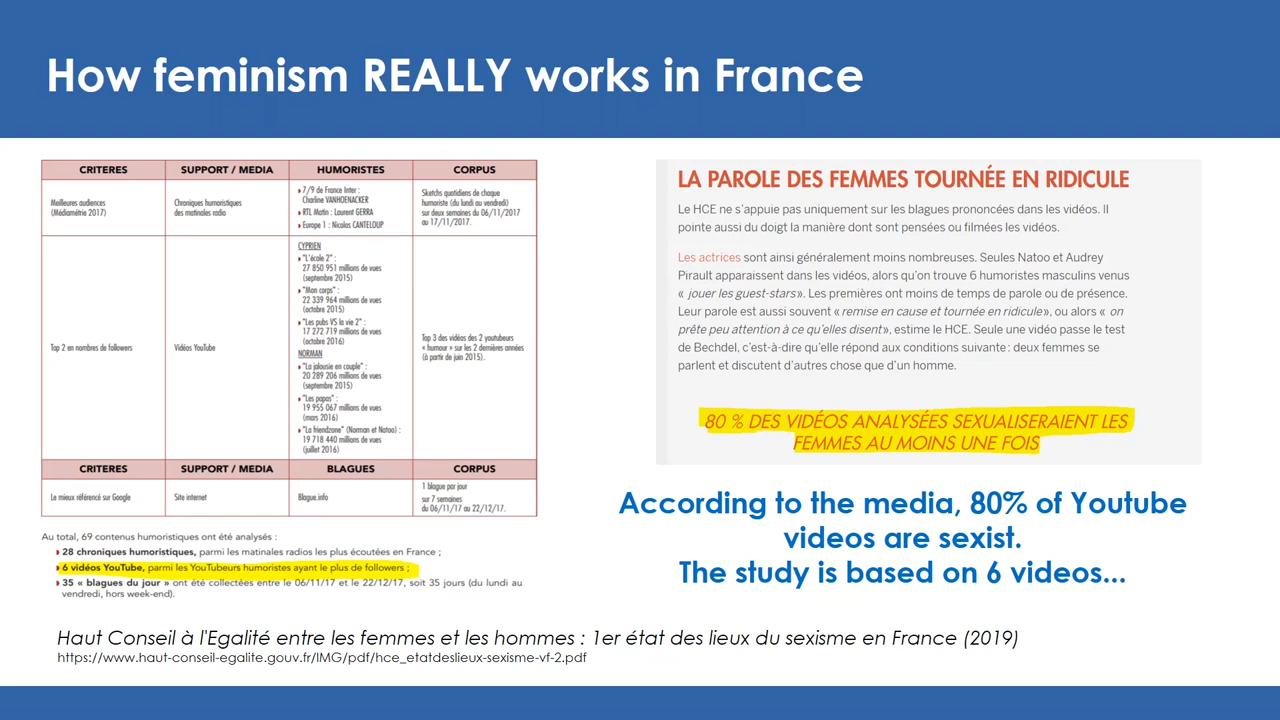 How feminism REALLY works in France
CRITERES SUPPORT / MEDIA HUMORISTES CORPUS
Meilleures audiences
(Médiamétrie 2017)
Chroniques humoristiques
des matinales radio
7/9 de France Inter :
Charline VANHOENACKER
RTL Matin : Laurent GERRA
Europe 1 : Nicolas CANTELOUP
Sketchs quotidiens de chaque
humoriste (du lundi au vendredi)
sur deux semaines du 06/11/2017
au 17/11/2017.
Top 2 en nombres de followers
Vidéos YouTube
CYPRIEN
"L'école 2" :
27 850 951 millions de vues
(septembre 2015)
"Mon corps" :
22 339 964 millions de vues
(octobre 2015)
"Les pubs VS la vie 2" :
17 272 719 millions de vues
(octobre 2016)
NORMAN
"La jalousie en couple" :
20 289 206 millions de vues
(septembre 2015)
"Les papas" :
19 955 067 millions de vues
(mars 2016)
"La friendzone" (Norman et Natoo) :
19 718 440 millions de vues
(juillet 2016)
Top 3 des vidéos des 2 youtubeurs
« humour » sur les 2 dernières années
(à partir de juin 2015).
CRITERES SUPPORT / MEDIA BLAGUES CORPUS
Le mieux référencé sur Google
Site internet
Blague.info
1 blague par jour
sur 7 semaines
du 06/11/17 au 22/12/17.
Au total, 69 contenus humoristiques ont été analysés :
28 chroniques humoristiques, parmi les matinales radios les plus écoutées en France ;
6 vidéos YouTube, parmi les YouTubeurs humoristes ayant le plus de followers ;
35 « blagues du jour » ont été collectées entre le 06/11/17 et le 22/12/17, soit 35 jours (du lundi au
vendredi, hors week-end).
LA PAROLE DES FEMMES TOURNÉE EN RIDICULE
Le HCE ne s'appuie pas uniquement sur les blagues prononcées dans les vidéos. Il
pointe aussi du doigt la manière dont sont pensées ou filmées les vidéos.
Les actrices sont ainsi généralement moins nombreuses. Seules Natoo et Audrey
Pirault apparaissent dans les vidéos, alors qu'on trouve 6 humoristes masculins venus
« jouer les guest-stars ». Les premières ont moins de temps de parole ou de présence.
Leur parole est aussi souvent « remise en cause et tournée en ridicule », ou alors « on
prête peu attention à ce qu'elles disent », estime le HCE. Seule une vidéo passe le test
de Bechdel, c'est-à-dire qu'elle répond aux conditions suivante : deux femmes se
parlent et discutent d'autres chose que d'un homme.
80 % DES VIDÉOS ANALYSÉES SEXUALISERAIENT LES
FEMMES AU MOINS UNE FOIS
According to the media, 80% of Youtube
videos are sexist.
The study is based on 6 videos...
Haut Conseil à l'Egalité entre les femmes et les hommes : 1er état des lieux du sexisme en France (2019)
https://www.haut-conseil-egalite.gouv.fr/IMG/pdf/hce_etatdeslieux-sexisme-vf-2.pdf